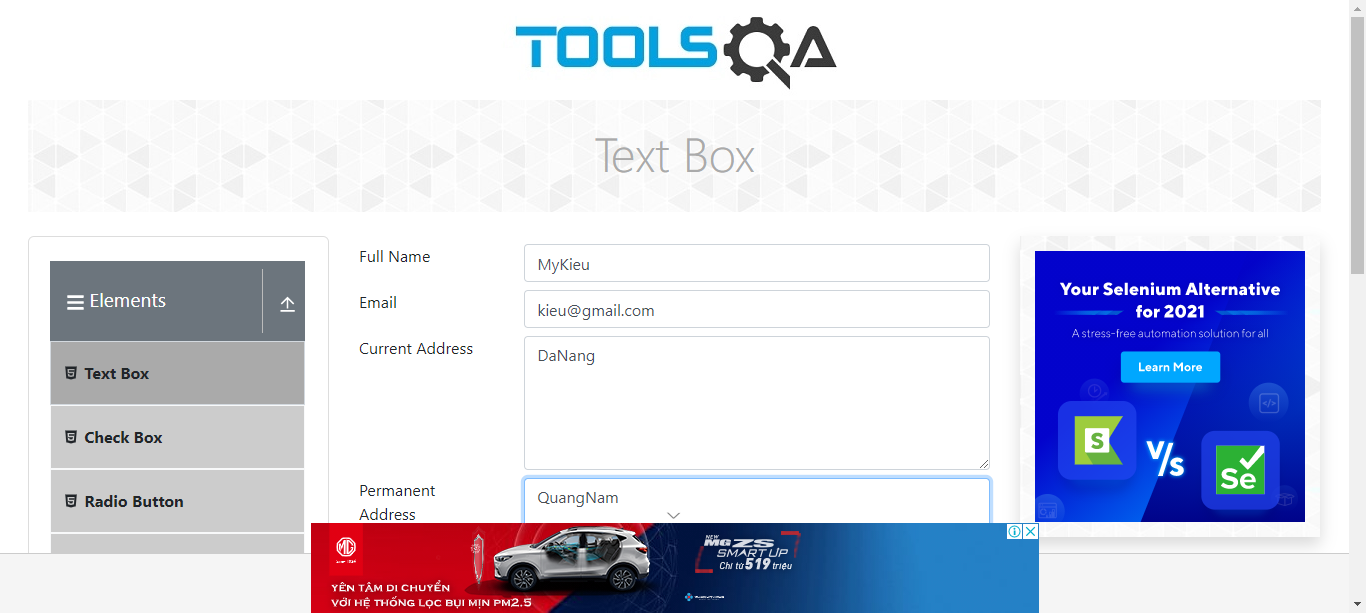 TOOLSQA
Text Box
Elements
Text Box
Check Box
Radio Button
Full Name
MyKieu
Email
kieu@gmail.com
Current Address
DaNang
Permanent
Address
QuangNam
Your Selenium Alternative
for 2021
A stress-free automation solution for all
Learn More
S
V/s
Se
MG
YÊN TÂM DI CHUYỂN
VỚI HỆ THỐNG LỌC BỤI MỊN PM2.5
NEW
MG ZS
SMART UP
Chỉ từ 519 triệu